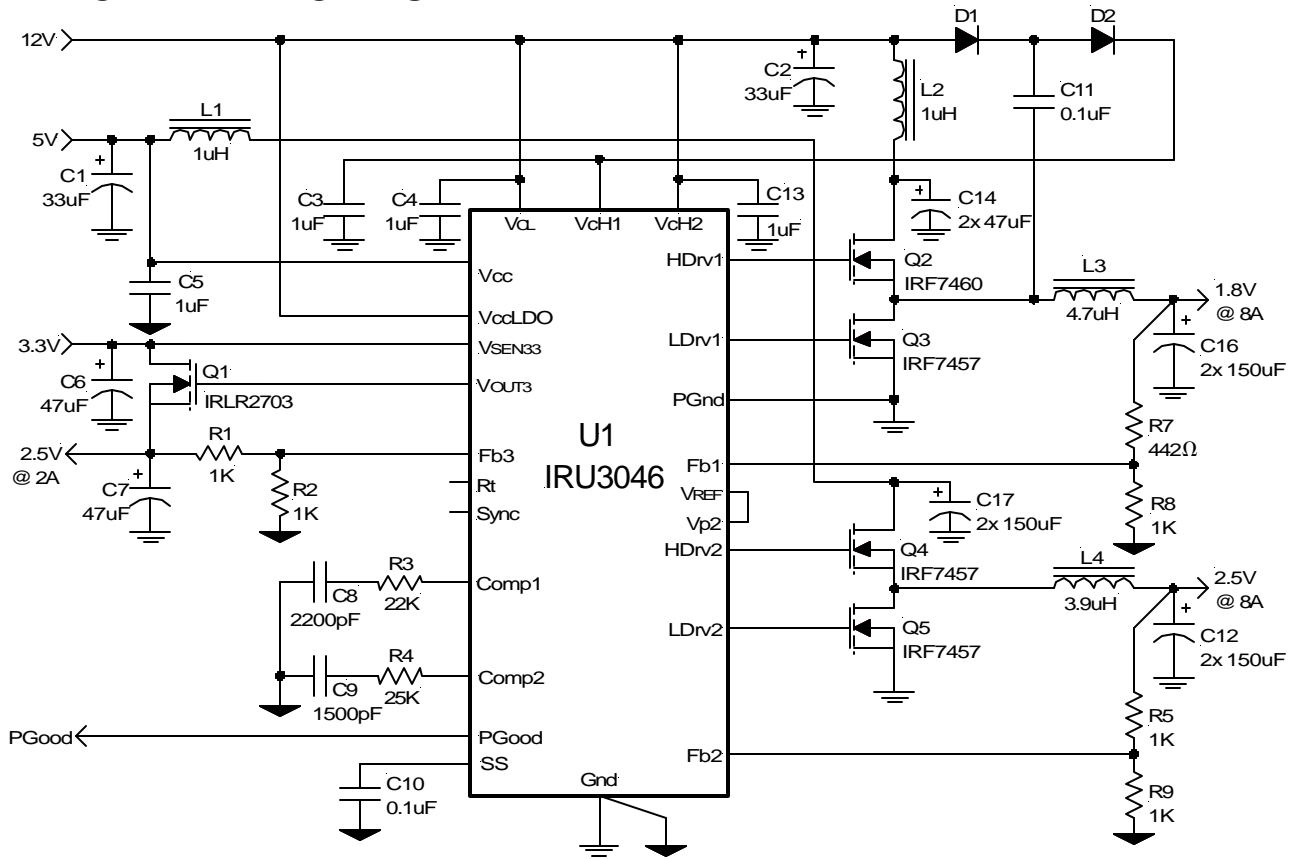 12V
D1
D2
C2
33uF
L2
1uH
C11
0.1uF
5V
L1
1uH
C1
33uF
C3
1uF
C4
1uF
C13
1uF
C14
2x 47uF
VCL
VcH1
VcH2
C5
1uF
Vcc
HDrv1
Q2
IRF7460
L3
4.7uH
1.8V
@ 8A
VccLDO
3.3V
VSEN33
LDrv1
Q3
IRF7457
C16
2x 150uF
C6
47uF
Q1
IRLR2703
VOUT3
PGnd
U1
IRU3046
R7
442Ω
2.5V
@ 2A
R1
1K
Fb3
Fb1
C7
47uF
R2
1K
Rt
Sync
VREF
Vp2
C17
2x 150uF
R8
1K
HDrv2
Q4
IRF7457
L4
3.9uH
2.5V
@ 8A
C8
2200pF
R3
22K
Comp1
LDrv2
Q5
IRF7457
C12
2x 150uF
C9
1500pF
R4
25K
Comp2
R5
1K
PGood
PGood
SS
Fb2
C10
0.1uF
Gnd
R9
1K